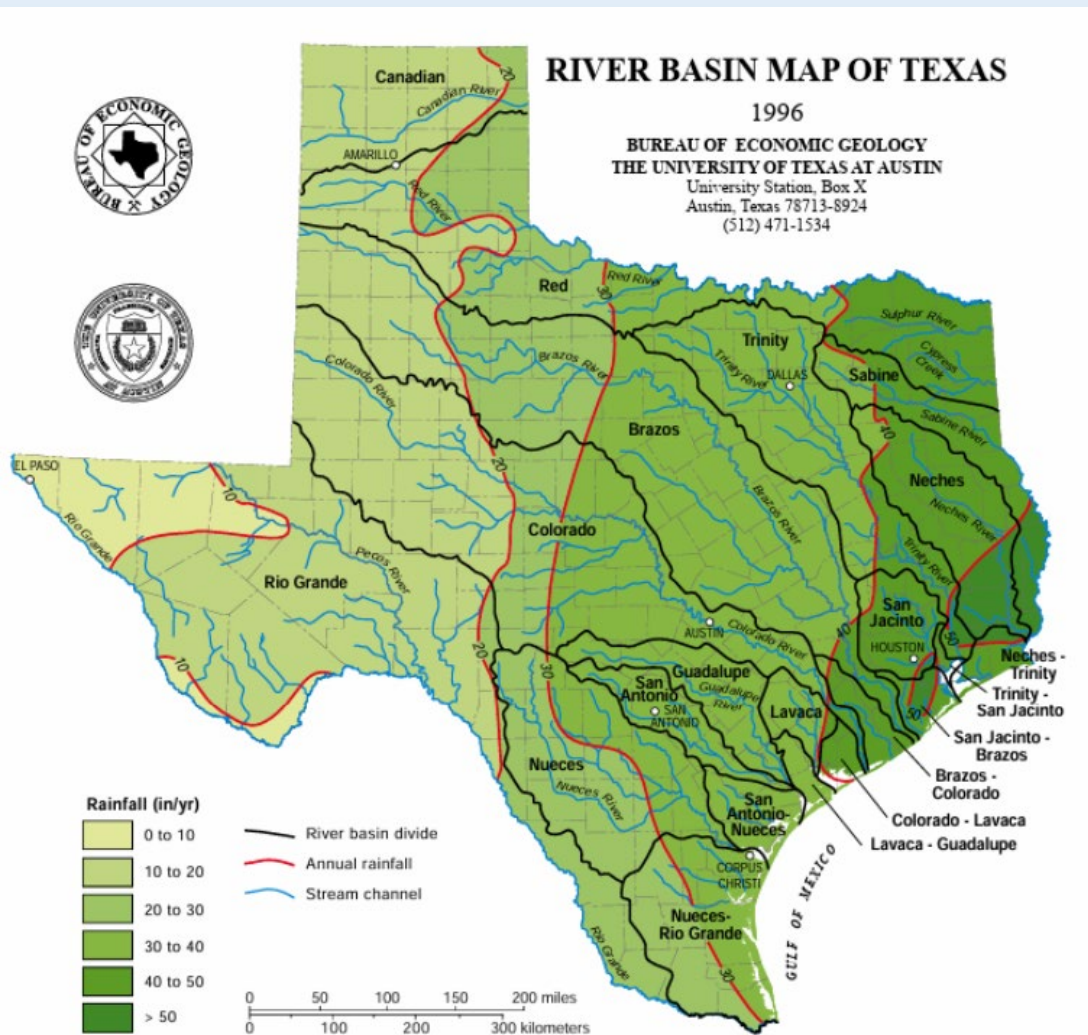 RIVER BASIN MAP OF TEXAS
1996
BUREAU OF ECONOMIC GEOLOGY
THE UNIVERSITY OF TEXAS AT AUSTIN
University Station, Box X
Austin, Texas 78713-8924
(512) 471-1534
BUREAU OF ECONOMIC GEOLOGY
Canadian
20
Canadian River
AMARILLO
Red River
Red
Red River
30
Sulphur River
Trinity
Cypress
Creek
Brazos River
Trinity River
DALLAS
Sabine
Colorado River
Sabine River
Brazos
40
20
EL PASO
10
Neches
Brazos River
Neches River
Rio Grande
Colorado
Pecos River
Trinity River
Rio Grande
San
Jacinto
AUSTIN
Colorado River
40
HOUSTON
50
20
10
30
Guadalupe
San
Antonio
Guadalupe
River
SAN
ANTONIO
Lavaca
50
Neches -
Trinity
Trinity -
San Jacinto
San Jacinto -
Brazos
Brazos -
Colorado
Colorado - Lavaca
Lavaca - Guadalupe
Nueces
Nueces River
San
Antonio-
Nueces
CORPUS
CHRISTI
Nueces-
Rio Grande
Rio Grande
30
GULF OF MEXICO
Rainfall (in/yr)
0 to 10
10 to 20
20 to 30
30 to 40
40 to 50
> 50
River basin divide
Annual rainfall
Stream channel
0 50 100 150 200 miles
0 100 200 300 kilometers